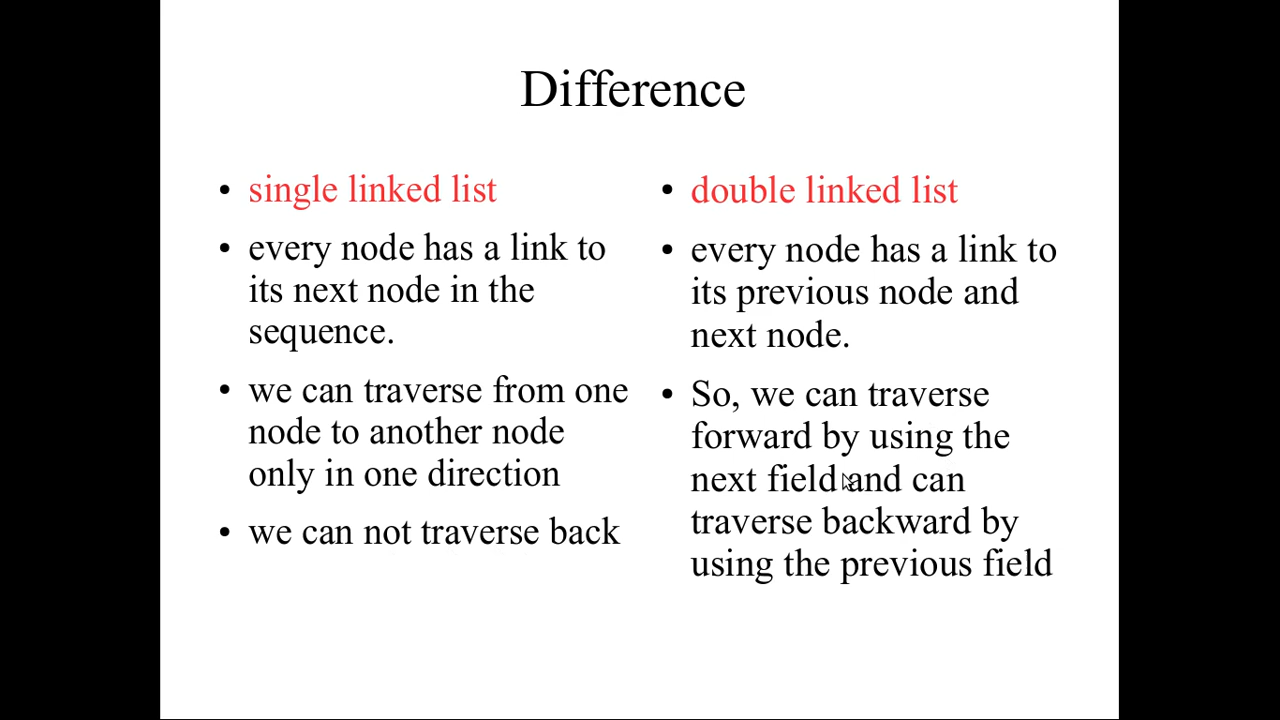 Difference
• single linked list
• every node has a link to
its next node in the
sequence.
• we can traverse from one
node to another node
only in one direction
• we can not traverse back
• double linked list
• every node has a link to
its previous node and
next node.
• So, we can traverse
forward by using the
next field and can
traverse backward by
using the previous field